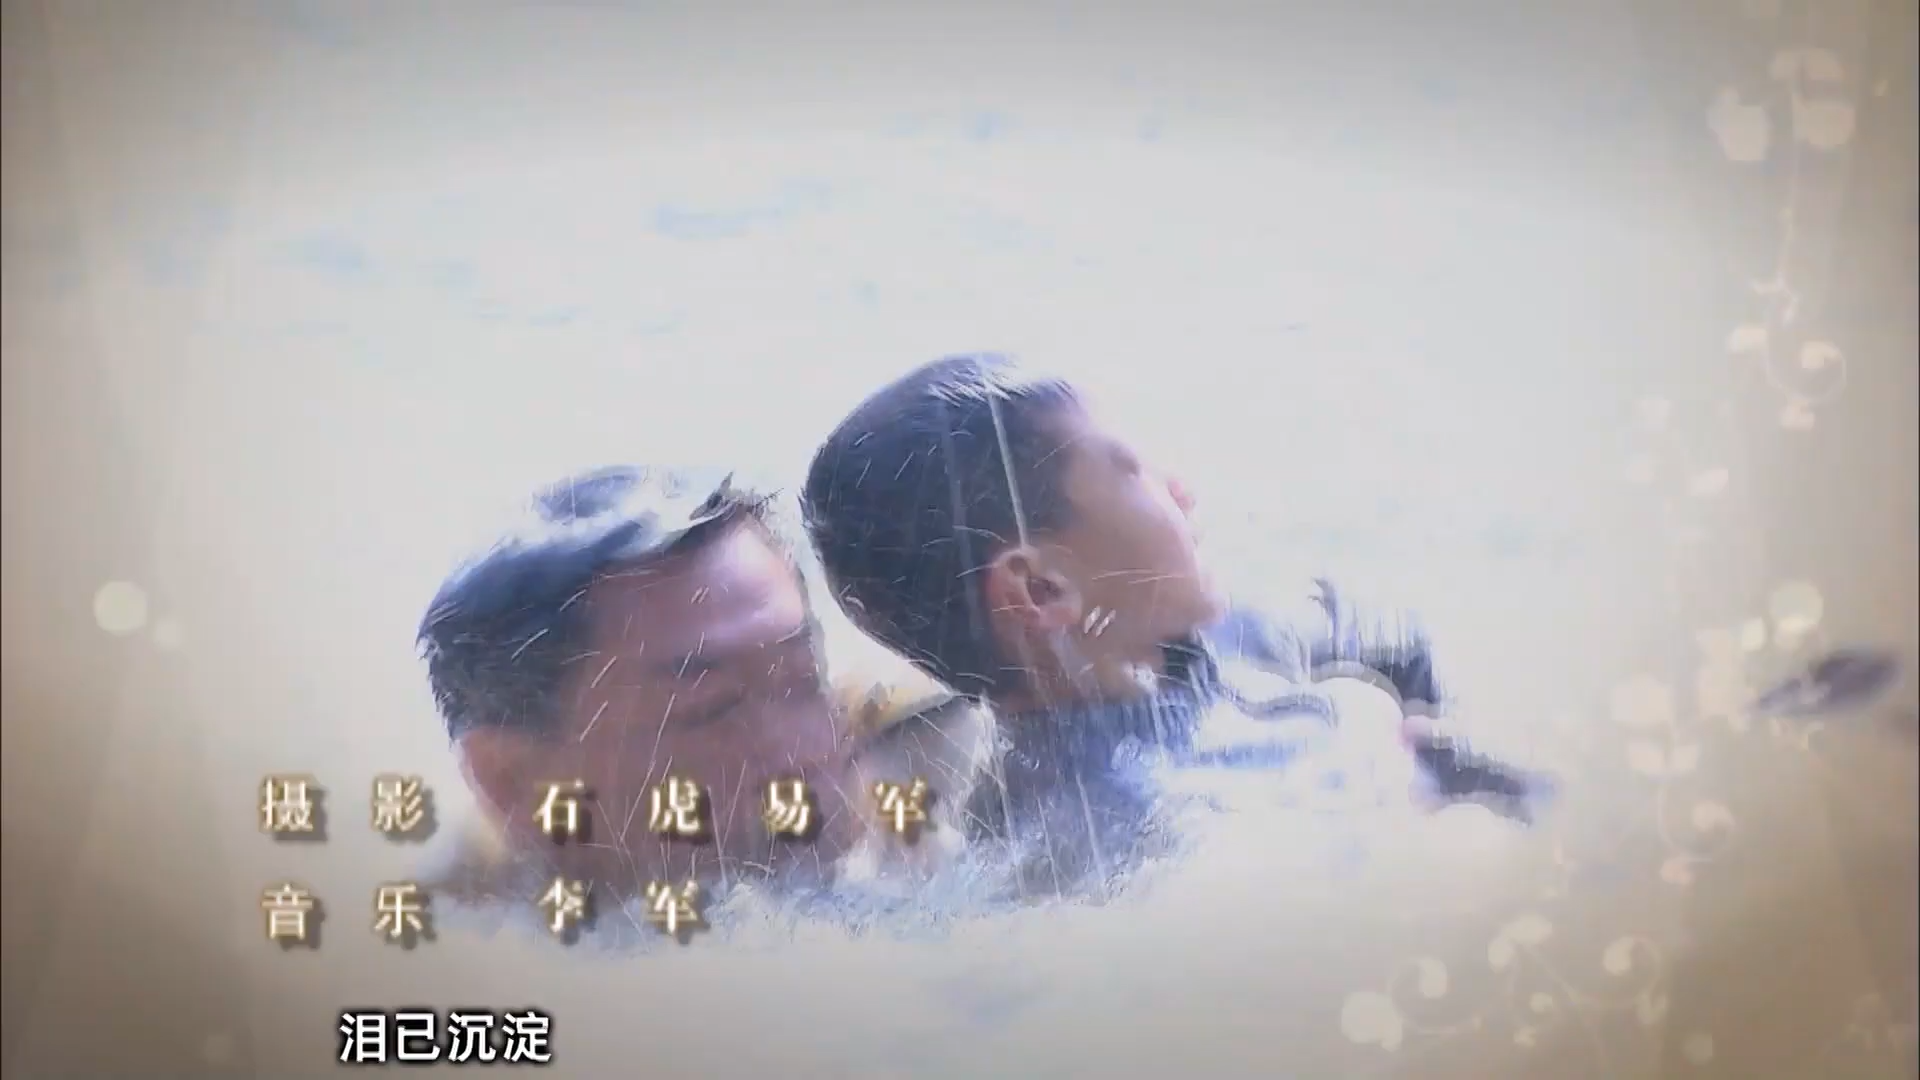 摄影 石虎 易军
音乐 李军
泪已沉淀